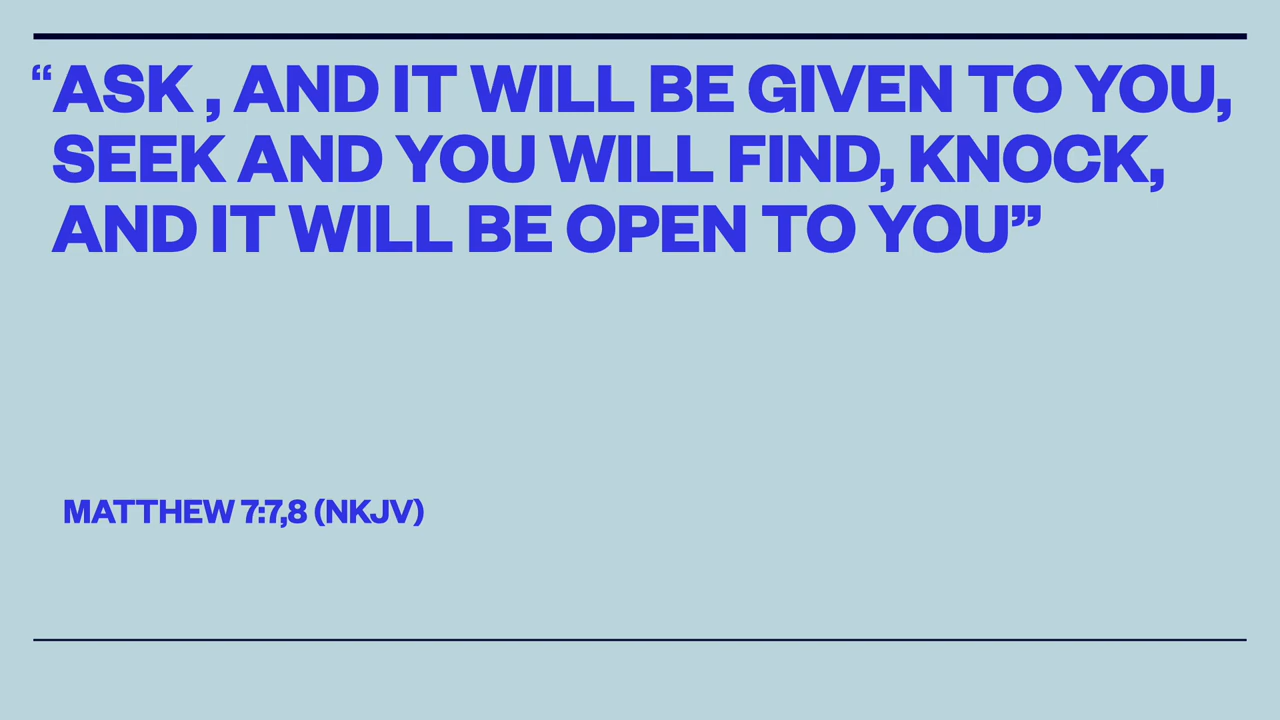 “ASK , AND IT WILL BE GIVEN TO YOU,
SEEK AND YOU WILL FIND, KNOCK,
AND IT WILL BE OPEN TO YOU”
MATTHEW 7:7,8 (NKJV)